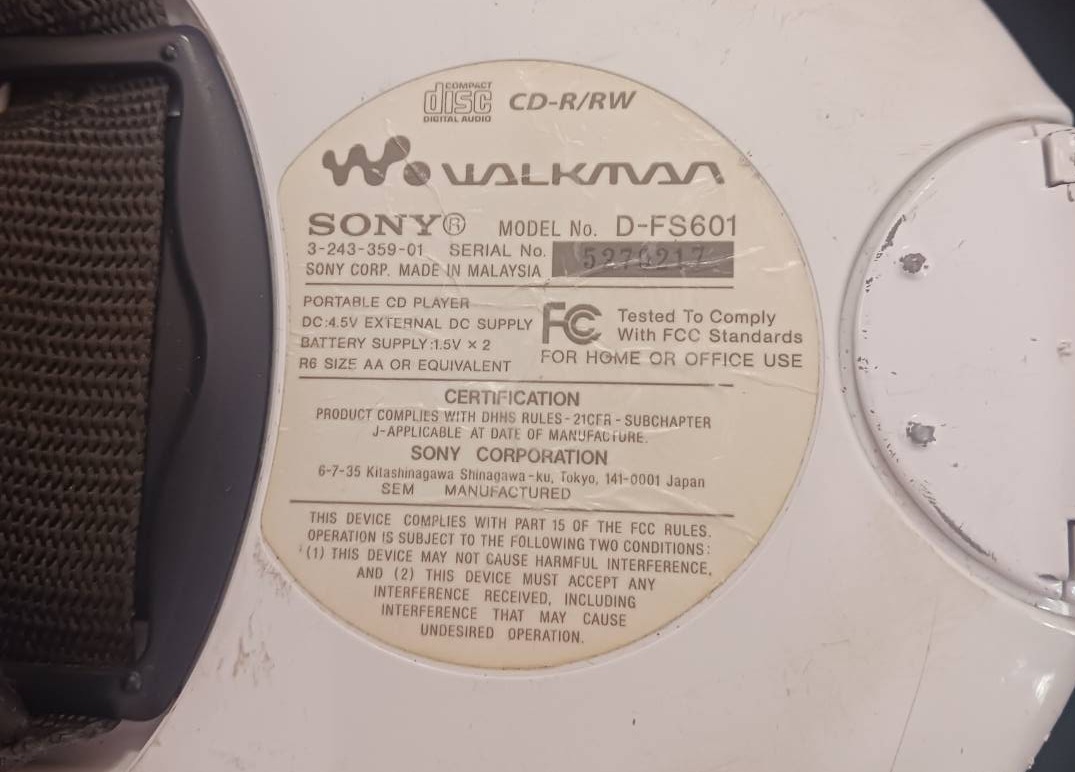 COMPACT
disc CD-R/RW
DIGITAL AUDIO
WALKMAN
SONY® MODEL No. D-FS601
3-243-359-01 SERIAL No. 5270217
SONY CORP. MADE IN MALAYSIA
PORTABLE CD PLAYER
DC:4.5V EXTERNAL DC SUPPLY
BATTERY SUPPLY:1.5V × 2
R6 SIZE AA OR EQUIVALENT
FC Tested To Comply
With FCC Standards
FOR HOME OR OFFICE USE
CERTIFICATION
PRODUCT COMPLIES WITH DHHS RULES-21CFR-SUBCHAPTER
J-APPLICABLE AT DATE OF MANUFACTURE.
SONY CORPORATION
6-7-35 Kitashinagawa Shinagawa-ku, Tokyo, 141-0001 Japan
SEM MANUFACTURED
THIS DEVICE COMPLIES WITH PART 15 OF THE FCC RULES.
OPERATION IS SUBJECT TO THE FOLLOWING TWO CONDITIONS:
(1) THIS DEVICE MAY NOT CAUSE HARMFUL INTERFERENCE,
AND (2) THIS DEVICE MUST ACCEPT ANY
INTERFERENCE RECEIVED, INCLUDING
INTERFERENCE THAT MAY CAUSE
UNDESIRED OPERATION.